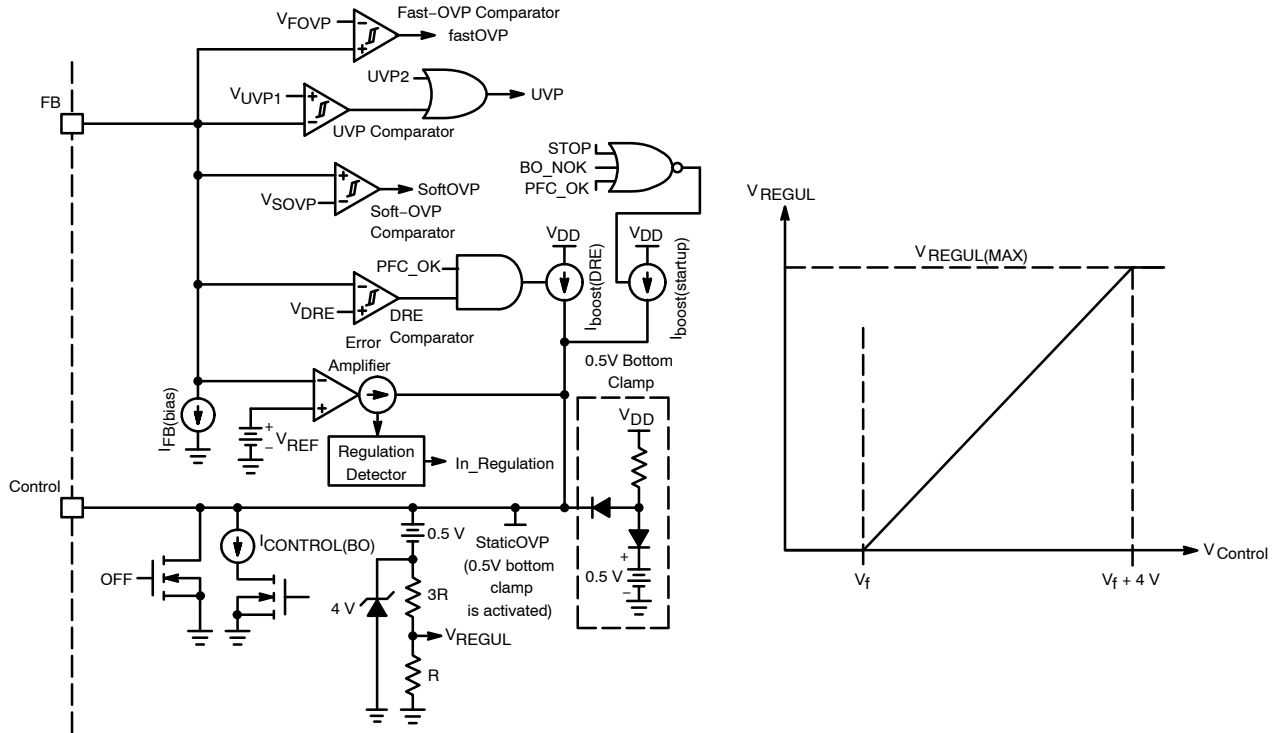 Fast−OVP Comparator
VFOVP
fastOVP
−
+
UVP2
FB
VUVP1
+
−
UVP
UVP Comparator
STOP
BO_NOK
PFC_OK
+
−
SoftOVP
VSOVP
Soft−OVP
Comparator
VDD
VDD
PFC_OK
Iboost(DRE)
Iboost(startup)
−
+
VDRE
DRE
Comparator
Error
Amplifier
0.5V Bottom
Clamp
−
+
IFB(bias)
+
−
VREF
VDD
Regulation
Detector
In_Regulation
Control
ICONTROL(BO)
0.5 V
StaticOVP
(0.5V bottom
clamp
is activated)
OFF
4 V
3R
+
0.5 V
−
VREGUL
R
VREGUL
VREGUL(MAX)
VControl
Vf
Vf + 4 V